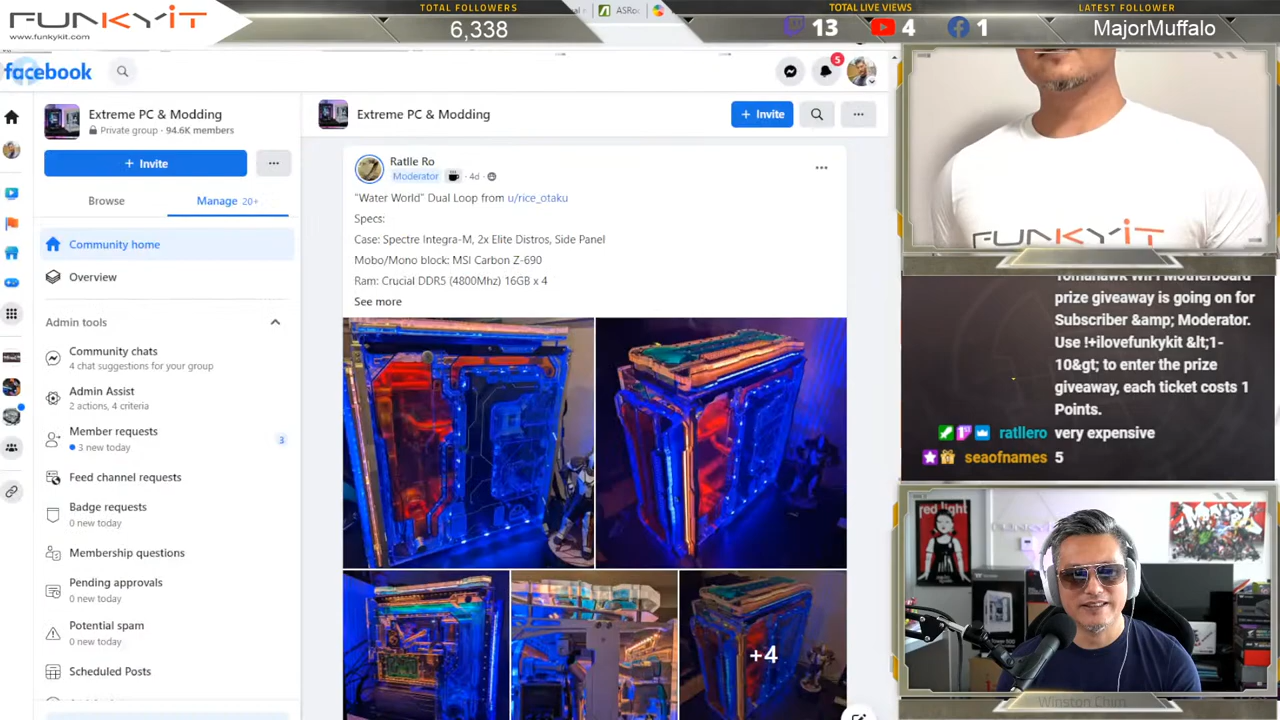 FUNKYIT
www.funkykit.com
TOTAL FOLLOWERS
6,338
ASRo
TOTAL LIVE VIEWS
13 4 1
LATEST FOLLOWER
MajorMuffalo
facebook
5
Extreme PC & Modding
Private group · 94.6K members
+ Invite
...
Browse
Manage 20+
Community home
Overview
Admin tools
Community chats
4 chat suggestions for your group
Admin Assist
2 actions, 4 criteria
Member requests
3 new today
3
Feed channel requests
Badge requests
0 new today
Membership questions
Pending approvals
0 new today
Potential spam
0 new today
Scheduled Posts
Extreme PC & Modding
+ Invite
...
Ratlle Ro
Moderator · 4d ·
...
"Water World" Dual Loop from u/rice_otaku
Specs:
Case: Spectre Integra-M, 2x Elite Distros, Side Panel
Mobo/Mono block: MSI Carbon Z-690
Ram: Crucial DDR5 (4800Mhz) 16GB x 4
See more
+4
FUNKYIT
Tomahawk WiFi Motherboard
prize giveaway is going on for
Subscriber &amp; Moderator.
Use !+ilovefunkykit &lt;1-
10&gt; to enter the prize
giveaway, each ticket costs 1
Points.
ratllero very expensive
seaofnames 5
red light
Winston Chim